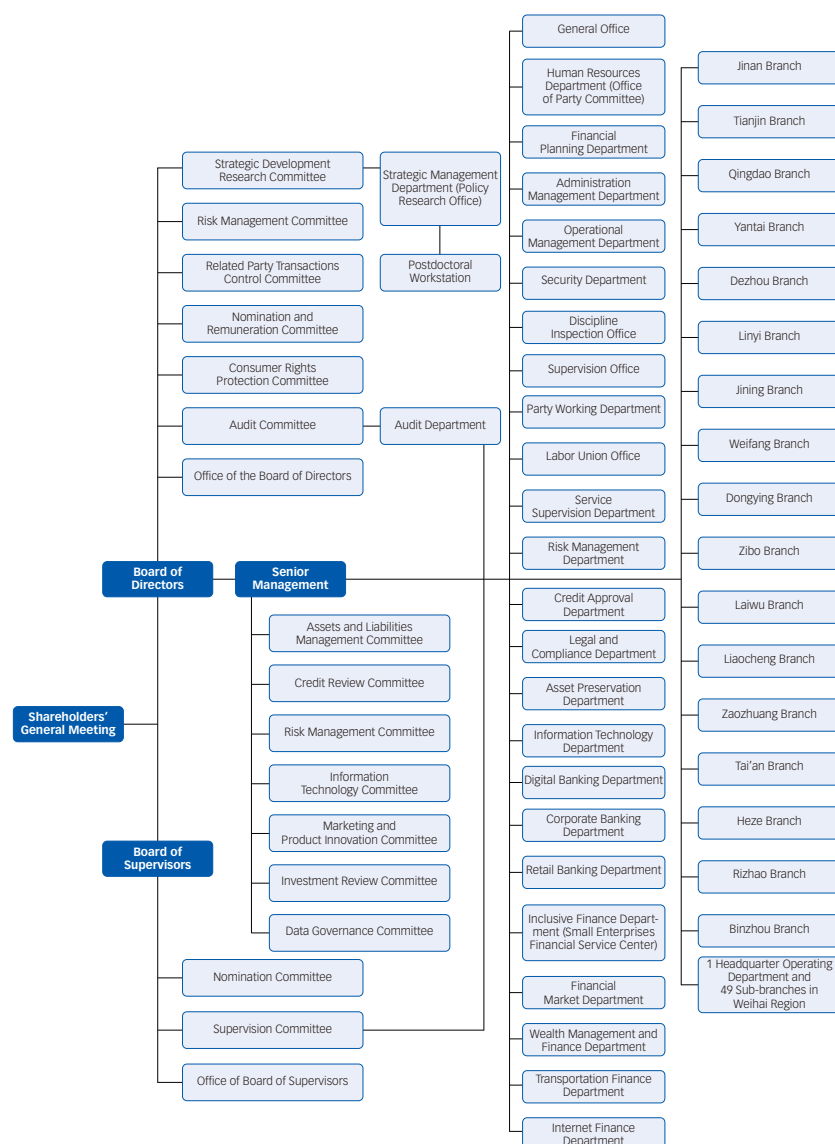 Strategic Development
Research Committee
Risk Management Committee
Related Party Transactions
Control Committee
Nomination and
Remuneration Committee
Consumer Rights
Protection Committee
Audit Committee
Office of the Board of Directors
Strategic Management
Department (Policy
Research Office)
Postdoctoral
Workstation
Audit Department
Board of
Directors
Senior
Management
Assets and Liabilities
Management Committee
Credit Review Committee
Risk Management Committee
Information
Technology Committee
Marketing and
Product Innovation Committee
Investment Review Committee
Data Governance Committee
Shareholders’
General Meeting
Board of
Supervisors
Nomination Committee
Supervision Committee
Office of Board of Supervisors
General Office
Human Resources
Department (Office
of Party Committee)
Financial
Planning Department
Administration
Management Department
Operational
Management Department
Security Department
Discipline
Inspection Office
Supervision Office
Party Working Department
Labor Union Office
Service
Supervision Department
Risk Management
Department
Credit Approval
Department
Legal and
Compliance Department
Asset Preservation
Department
Information Technology
Department
Digital Banking Department
Corporate Banking
Department
Retail Banking Department
Inclusive Finance Depart-
ment (Small Enterprises
Financial Service Center)
Financial
Market Department
Wealth Management and
Finance Department
Transportation Finance
Department
Internet Finance
Department
Jinan Branch
Tianjin Branch
Qingdao Branch
Yantai Branch
Dezhou Branch
Linyi Branch
Jining Branch
Weifang Branch
Dongying Branch
Zibo Branch
Laiwu Branch
Liaocheng Branch
Zaozhuang Branch
Tai’an Branch
Heze Branch
Rizhao Branch
Binzhou Branch
1 Headquarter Operating
Department and
49 Sub-branches in
Weihai Region